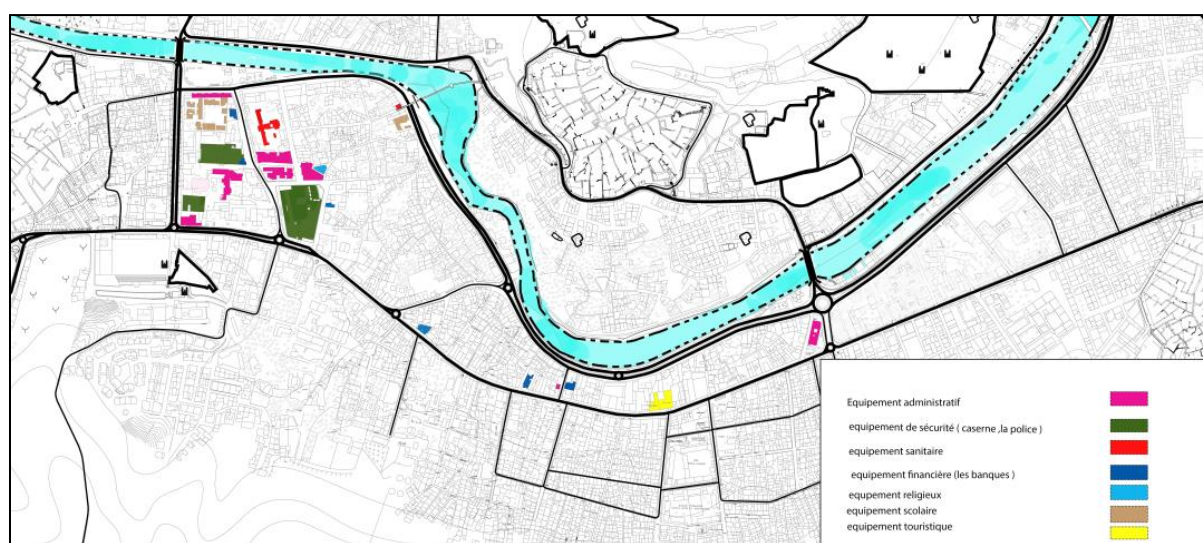 Equipement administratif
equipement de sécurité ( caserne ,la police )
equipement sanitaire
equipement financière (les banques )
equpement religieux
equipement scolaire
equipement touristique